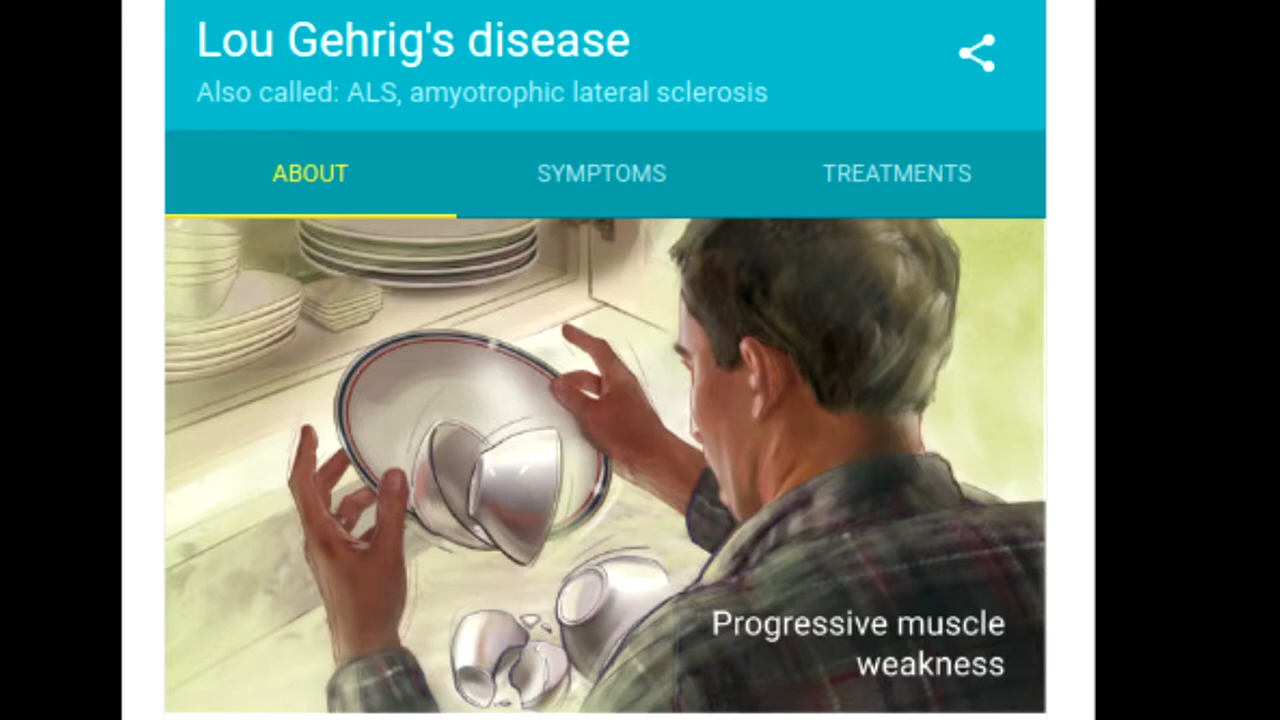 Lou Gehrig's disease
Also called: ALS, amyotrophic lateral sclerosis
ABOUT
SYMPTOMS
TREATMENTS
Progressive muscle
weakness